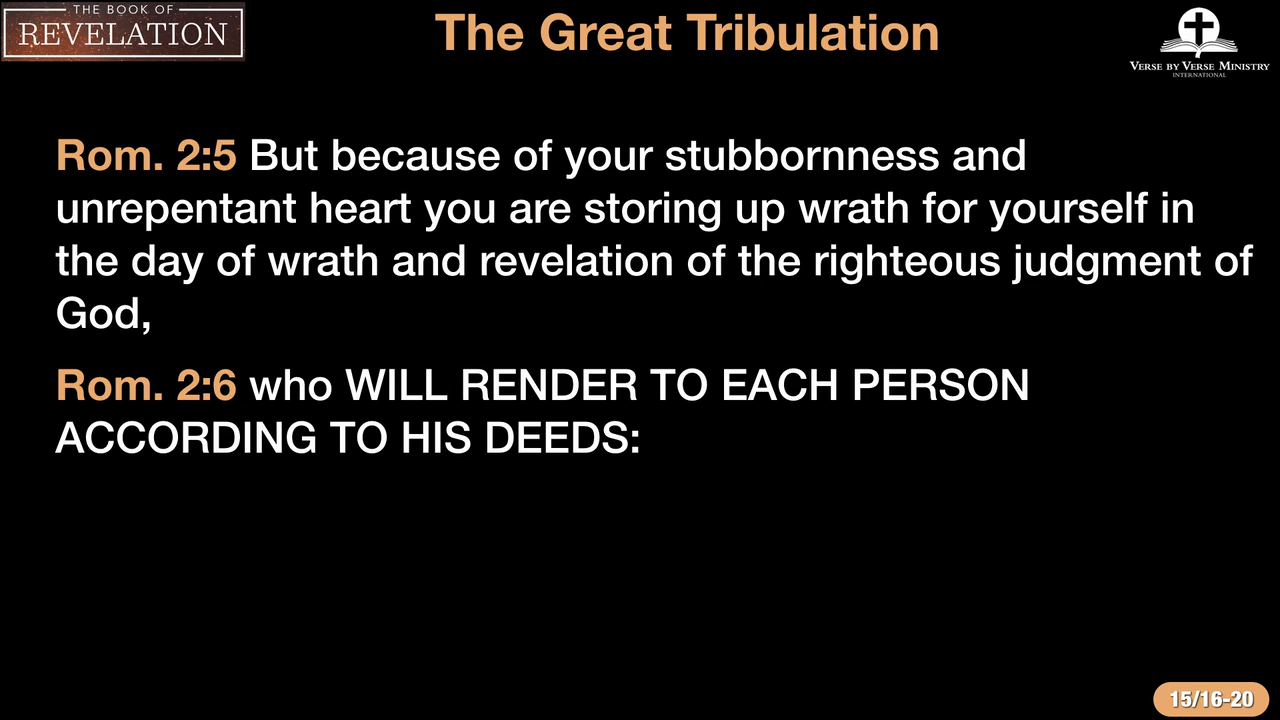 THE BOOK OF
REVELATION
The Great Tribulation
VERSE BY VERSE MINISTRY
INTERNATIONAL
Rom. 2:5 But because of your stubbornness and
unrepentant heart you are storing up wrath for yourself in
the day of wrath and revelation of the righteous judgment of
God,
Rom. 2:6 who WILL RENDER TO EACH PERSON
ACCORDING TO HIS DEEDS:
15/16-20